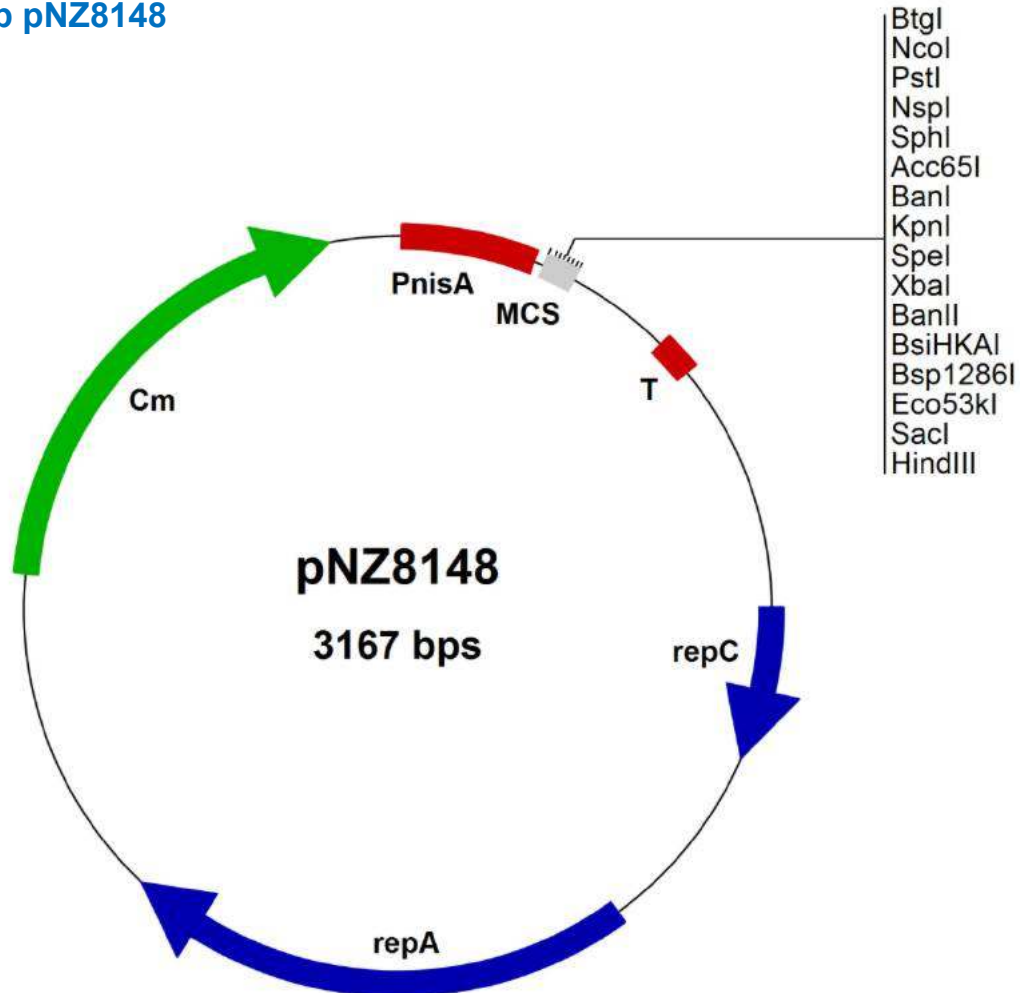 pNZ8148
BtgI
NcoI
PstI
NspI
SphI
Acc65I
BanI
KpnI
SpeI
XbaI
BanII
BsiHKAI
Bsp1286I
Eco53kI
SacI
HindIII
PnisA
MCS
T
Cm
pNZ8148
3167 bps
repC
repA